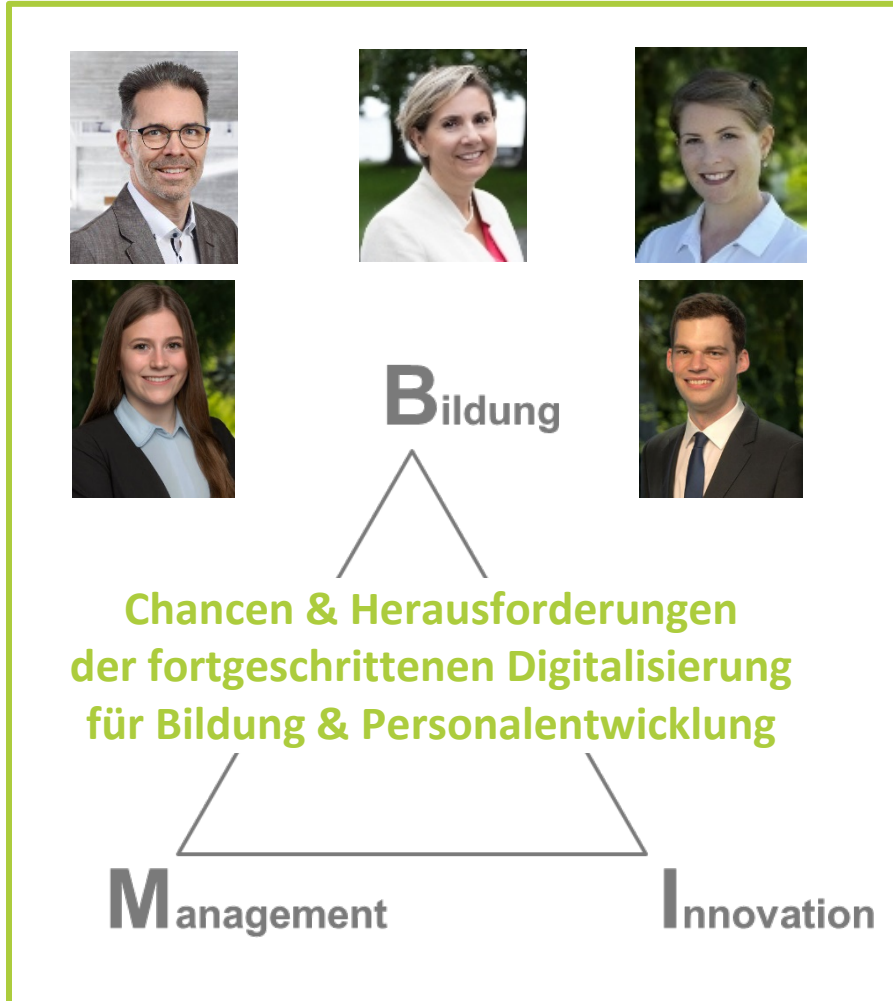 Bildung
Chancen & Herausforderungen
der fortgeschrittenen Digitalisierung
für Bildung & Personalentwicklung
Management
Innovation